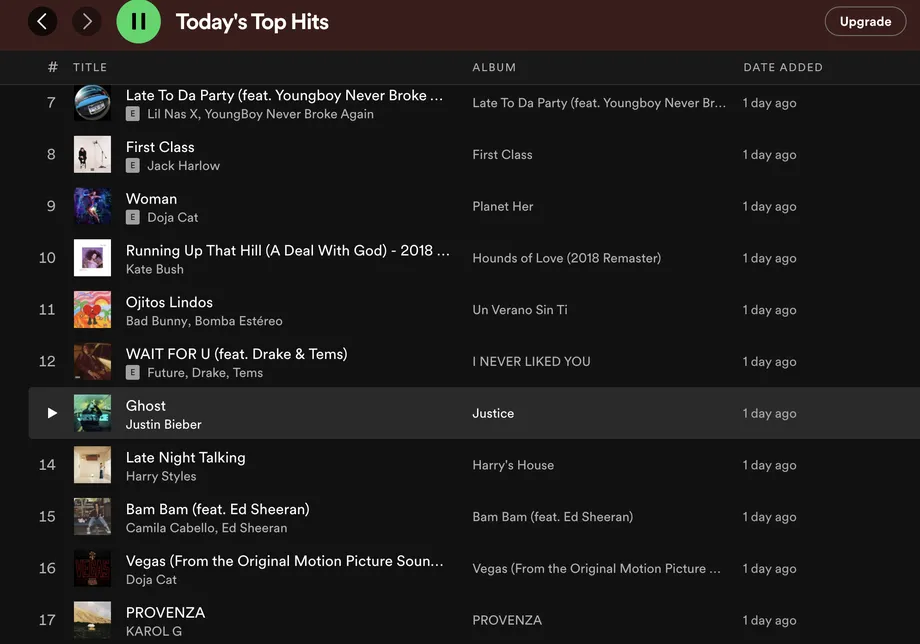 Today's Top Hits
Upgrade
# TITLE ALBUM DATE ADDED
7 Late To Da Party (feat. Youngboy Never Broke ... Late To Da Party (feat. Youngboy Never Br... 1 day ago
E Lil Nas X, YoungBoy Never Broke Again
8 First Class First Class 1 day ago
E Jack Harlow
9 Woman Planet Her 1 day ago
E Doja Cat
10 Running Up That Hill (A Deal With God) - 2018 ... Hounds of Love (2018 Remaster) 1 day ago
Kate Bush
11 Ojitos Lindos Un Verano Sin Ti 1 day ago
Bad Bunny, Bomba Estéreo
12 WAIT FOR U (feat. Drake & Tems) I NEVER LIKED YOU 1 day ago
E Future, Drake, Tems
Ghost Justice 1 day ago
Justin Bieber
14 Late Night Talking Harry's House 1 day ago
Harry Styles
15 Bam Bam (feat. Ed Sheeran) Bam Bam (feat. Ed Sheeran) 1 day ago
Camila Cabello, Ed Sheeran
16 Vegas (From the Original Motion Picture Soun... Vegas (From the Original Motion Picture ... 1 day ago
Doja Cat
17 PROVENZA PROVENZA 1 day ago
KAROL G